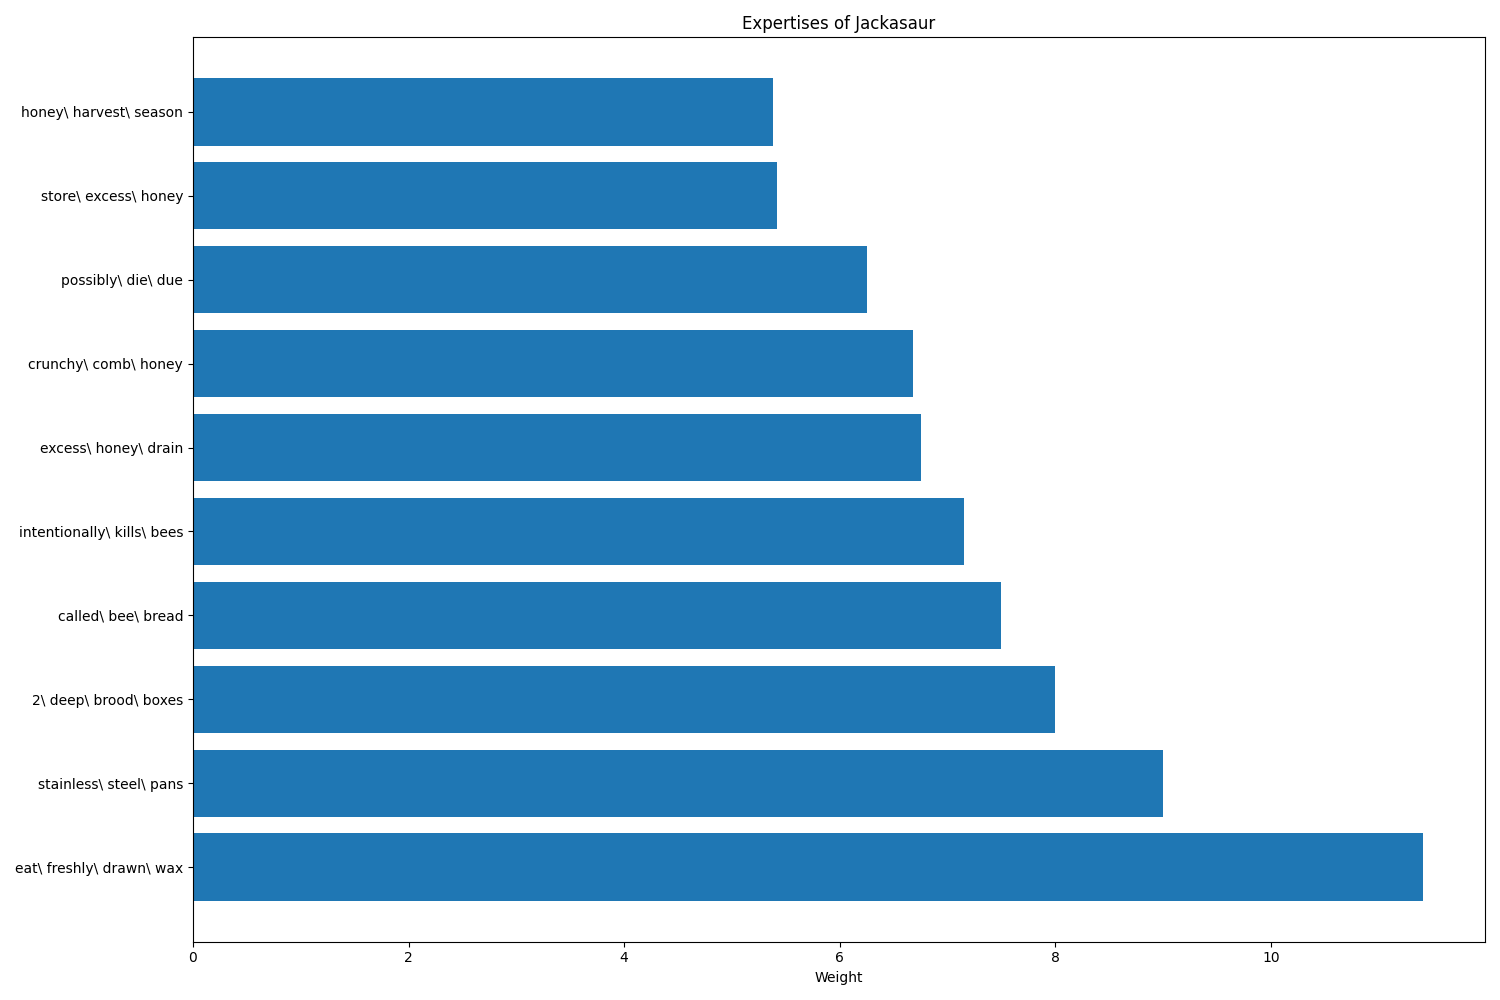 Expertises of Jackasaur
honey\ harvest\ season
store\ excess\ honey
possibly\ die\ due
crunchy\ comb\ honey
excess\ honey\ drain
intentionally\ kills\ bees
called\ bee\ bread
2\ deep\ brood\ boxes
stainless\ steel\ pans
eat\ freshly\ drawn\ wax
0 2 4 6 8 10
Weight